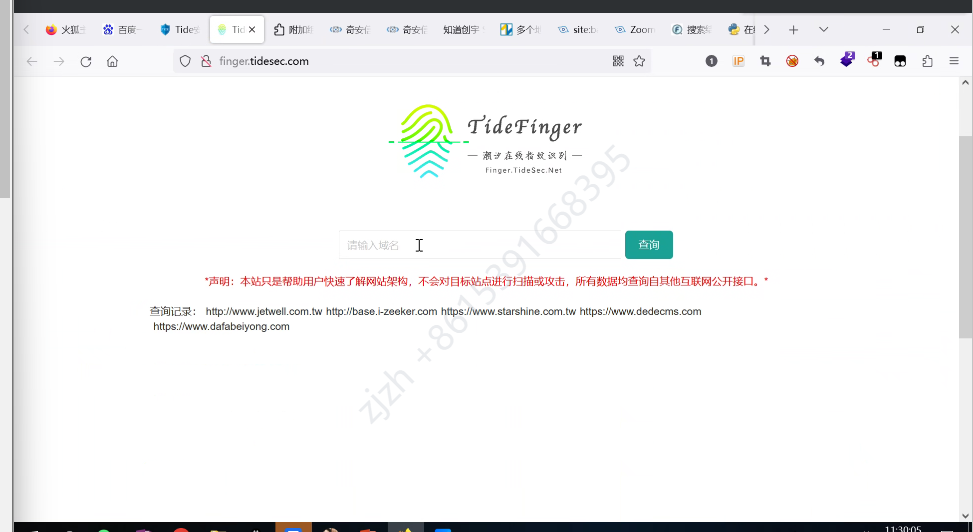 火狐
百度
Tide
Tid
附加
奇安信
奇安信
知道创宇
多个
site:b
Zoom
搜索
在
finger.tidesec.com
1
IP
2
1
TideFinger
— 潮汐在线指纹识别 —
Finger.TideSec.Net
请输入域名
查询
*声明：本站只是帮助用户快速了解网站架构，不会对目标站点进行扫描或攻击，所有数据均查询自其他互联网公开接口。*
查询记录： http://www.jetwell.com.tw http://base.i-zeeker.com https://www.starshine.com.tw https://www.dedecms.com
https://www.dafabeiyong.com
zjzh +8615391668395
11:30:05